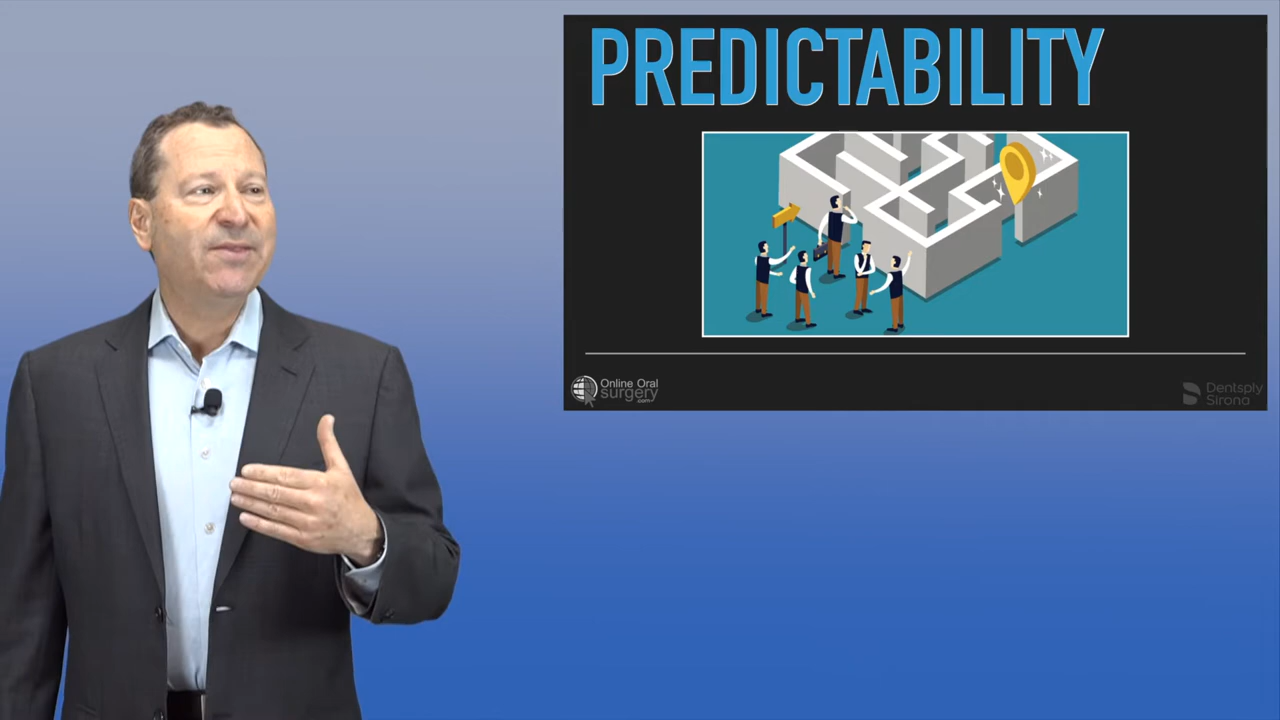 PREDICTABILITY
Online Oral
surgery
.com
Dentsply
Sirona